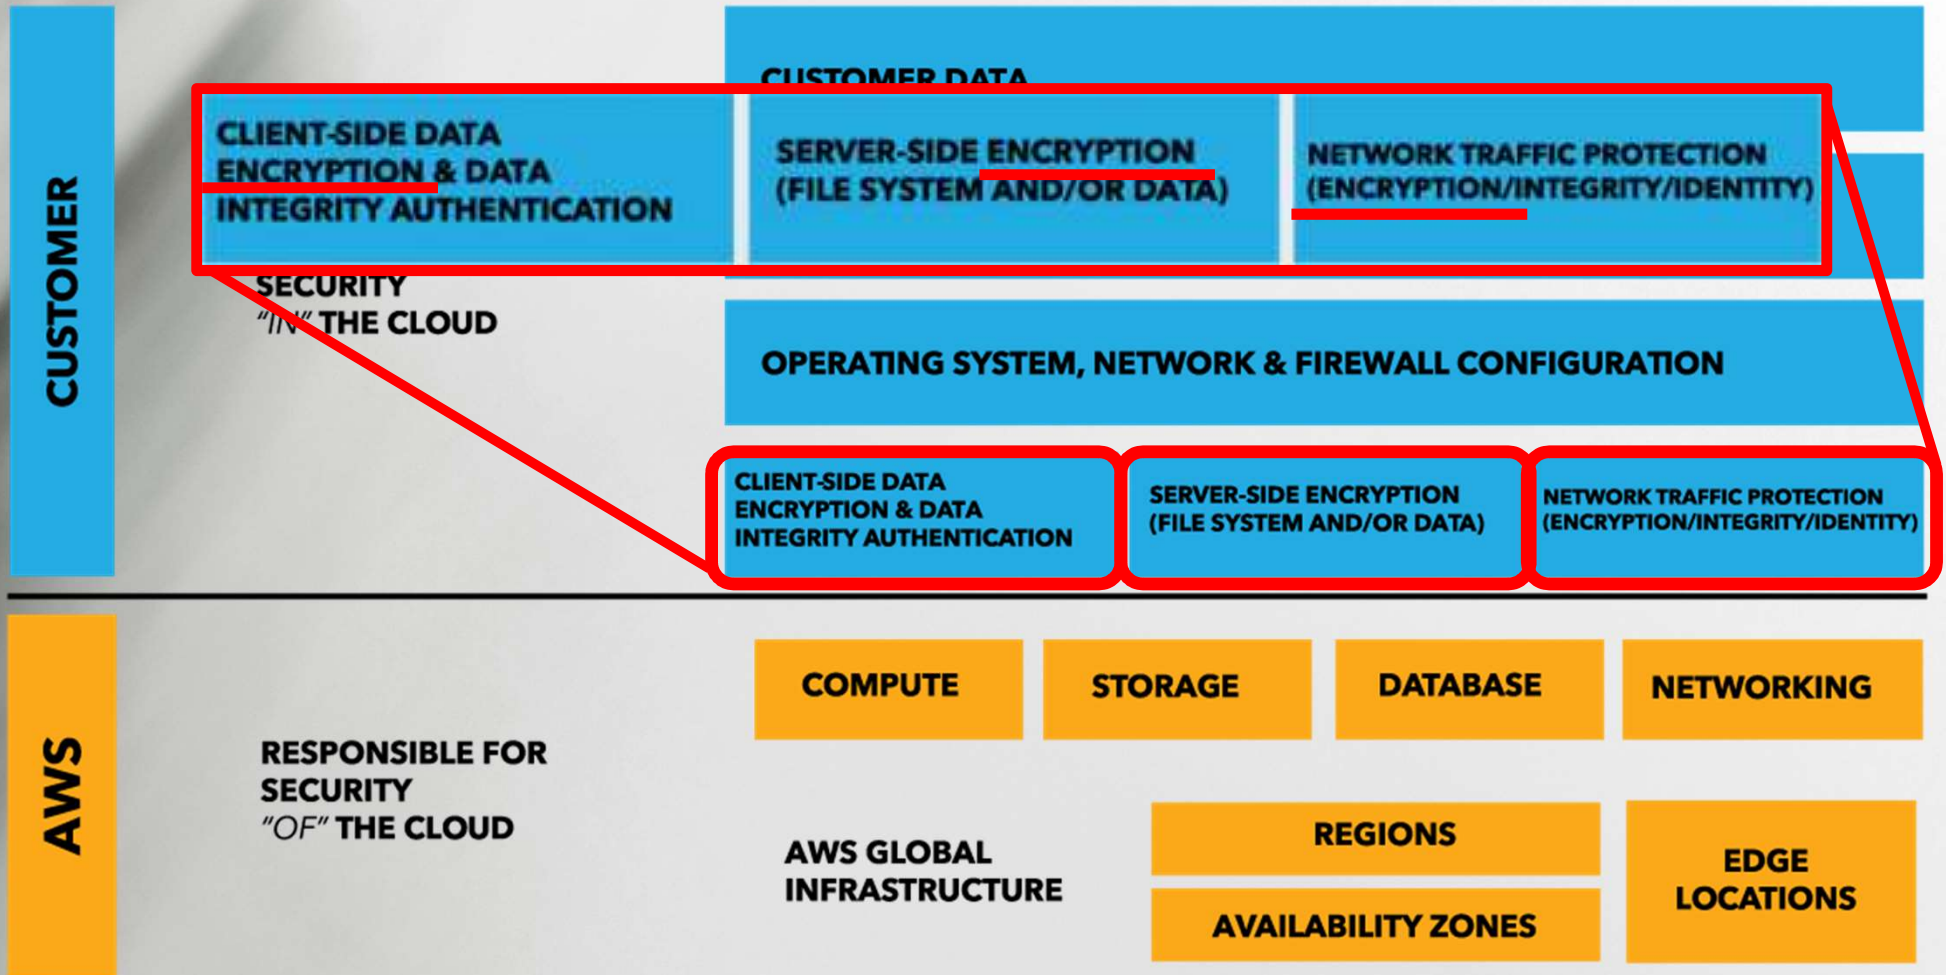 CUSTOMER
CUSTOMER DATA
CLIENT-SIDE DATA
ENCRYPTION & DATA
INTEGRITY AUTHENTICATION
SERVER-SIDE ENCRYPTION
(FILE SYSTEM AND/OR DATA)
NETWORK TRAFFIC PROTECTION
(ENCRYPTION/INTEGRITY/IDENTITY)
SECURITY
"IN" THE CLOUD
OPERATING SYSTEM, NETWORK & FIREWALL CONFIGURATION
CLIENT-SIDE DATA
ENCRYPTION & DATA
INTEGRITY AUTHENTICATION
SERVER-SIDE ENCRYPTION
(FILE SYSTEM AND/OR DATA)
NETWORK TRAFFIC PROTECTION
(ENCRYPTION/INTEGRITY/IDENTITY)
AWS
RESPONSIBLE FOR
SECURITY
"OF" THE CLOUD
COMPUTE
STORAGE
DATABASE
NETWORKING
AWS GLOBAL
INFRASTRUCTURE
REGIONS
AVAILABILITY ZONES
EDGE
LOCATIONS